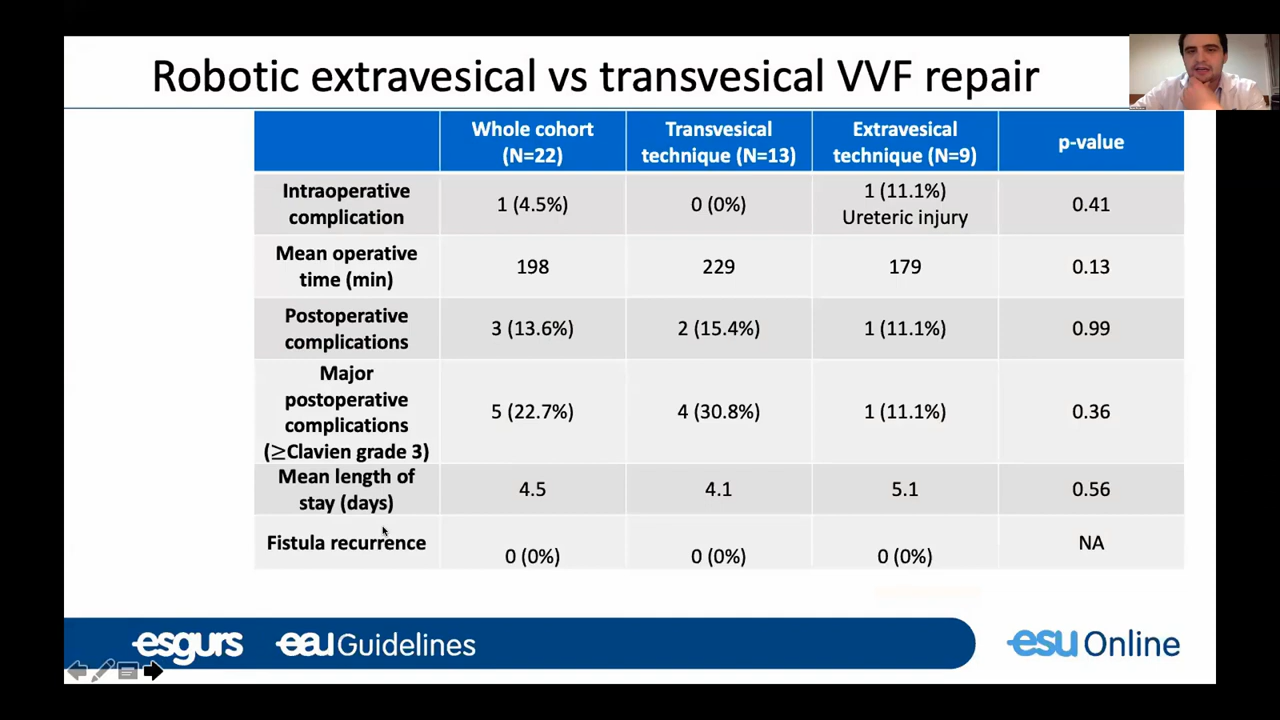 Robotic extravesical vs transvesical VVF repair
Whole cohort
(N=22)
Transvesical
technique (N=13)
Extravesical
technique (N=9)
p-value
Intraoperative
complication
1 (4.5%)
0 (0%)
1 (11.1%)
Ureteric injury
0.41
Mean operative
time (min)
198
229
179
0.13
Postoperative
complications
3 (13.6%)
2 (15.4%)
1 (11.1%)
0.99
Major
postoperative
complications
(≥Clavien grade 3)
5 (22.7%)
4 (30.8%)
1 (11.1%)
0.36
Mean length of
stay (days)
4.5
4.1
5.1
0.56
Fistula recurrence
0 (0%)
0 (0%)
0 (0%)
NA
esgurs eau Guidelines
esu Online